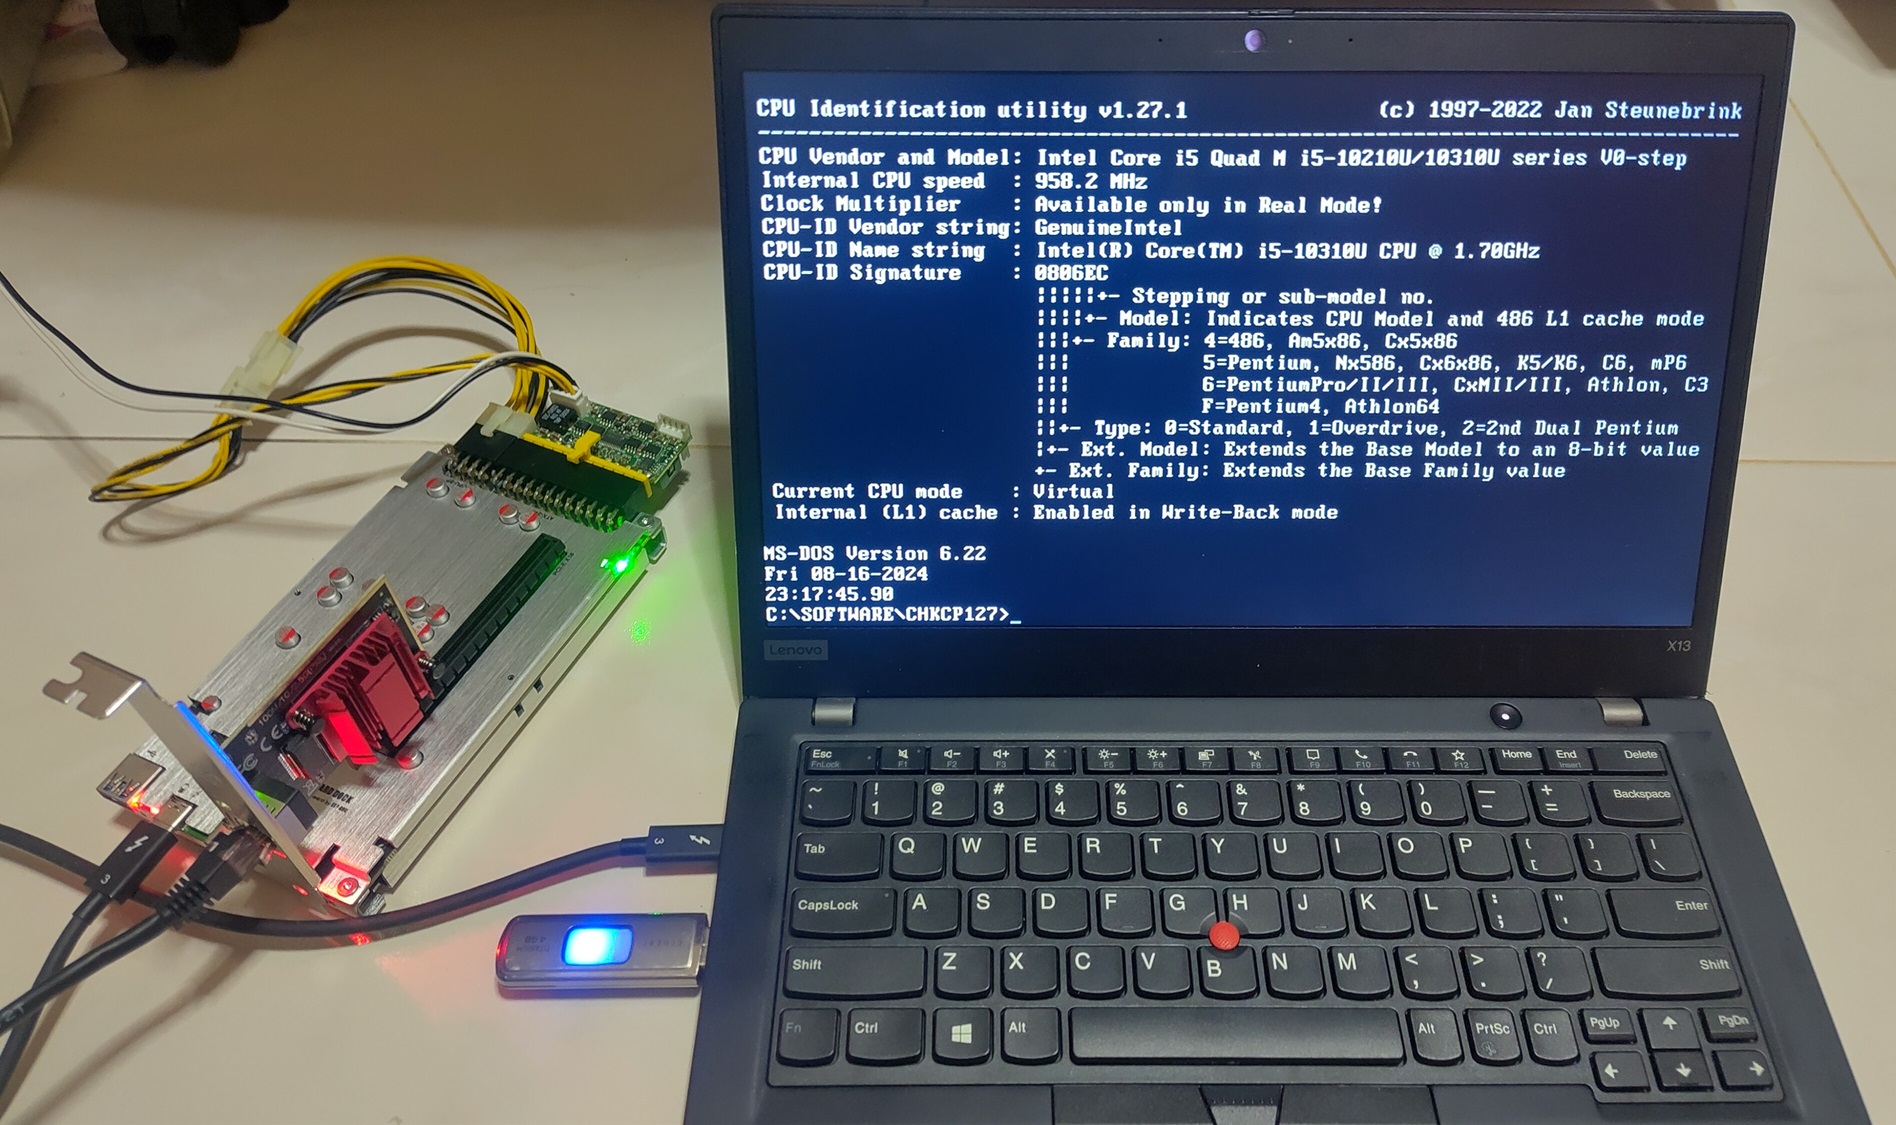 CPU Identification utility v1.27.1 (c) 1997-2022 Jan Steunebrink
CPU Vendor and Model: Intel Core i5 Quad M i5-10210U/10310U series V0-step
Internal CPU speed : 958.2 MHz
Clock Multiplier : Available only in Real Mode!
CPU-ID Vendor string: GenuineIntel
CPU-ID Name string : Intel(R) Core(TM) i5-10310U CPU @ 1.70GHz
CPU-ID Signature : 0806EC
¦¦¦¦¦+- Stepping or sub-model no.
¦¦¦¦+- Model: Indicates CPU Model and 486 L1 cache mode
¦¦¦+- Family: 4=486, Am5x86, Cx5x86
¦¦¦ 5=Pentium, Nx586, Cx6x86, K5/K6, C6, mP6
¦¦¦ 6=PentiumPro/II/III, CxMII/III, Athlon, C3
¦¦¦ F=Pentium4, Athlon64
¦¦+- Type: 0=Standard, 1=Overdrive, 2=2nd Dual Pentium
¦+- Ext. Model: Extends the Base Model to an 8-bit value
+- Ext. Family: Extends the Base Family value
Current CPU mode : Virtual
Internal (L1) cache : Enabled in Write-Back mode
MS-DOS Version 6.22
Fri 08-16-2024
23:17:45.90
C:\SOFTWARE\CHKCP127>_
Lenovo X13
Esc F1 F2 F3 F4 F5 F6 F7 F8 F9 F10 F11 F12 Home End Delete
FnLock Insert
~ ! @ # $ % ^ & * ( ) — + Backspace
` 1 2 3 4 5 6 7 8 9 0 - =
Tab Q W E R T Y U I O P { [ } ] | \
CapsLock A S D F G H J K L : ; " ' Enter
Shift Z X C V B N M < , > . ? / Shift
Fn Ctrl Alt Alt PrtSc Ctrl PgUp PgDn
3
3
4GB
CE
ARD DOCK